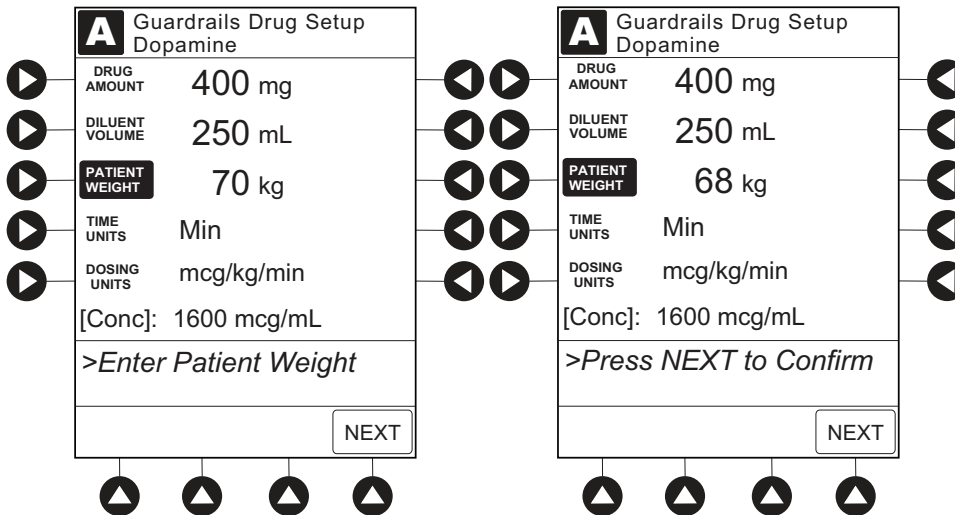 A
Guardrails Drug Setup
Dopamine
DRUG
AMOUNT
400 mg
DILUENT
VOLUME
250 mL
PATIENT
WEIGHT
70 kg
TIME
UNITS
Min
DOSING
UNITS
mcg/kg/min
[Conc]: 1600 mcg/mL
>Enter Patient Weight
NEXT
A
Guardrails Drug Setup
Dopamine
DRUG
AMOUNT
400 mg
DILUENT
VOLUME
250 mL
PATIENT
WEIGHT
68 kg
TIME
UNITS
Min
DOSING
UNITS
mcg/kg/min
[Conc]: 1600 mcg/mL
>Press NEXT to Confirm
NEXT